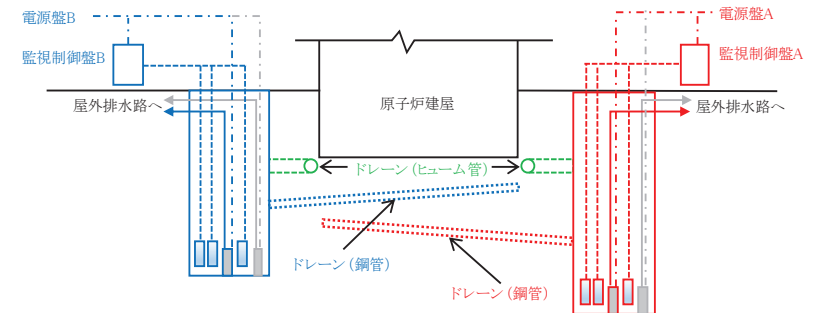 電源盤B
電源盤A
監視制御盤B
監視制御盤A
屋外排水路へ
原子炉建屋
屋外排水路へ
ドレーン（ヒューム管）
ドレーン（鋼管）
ドレーン（鋼管）